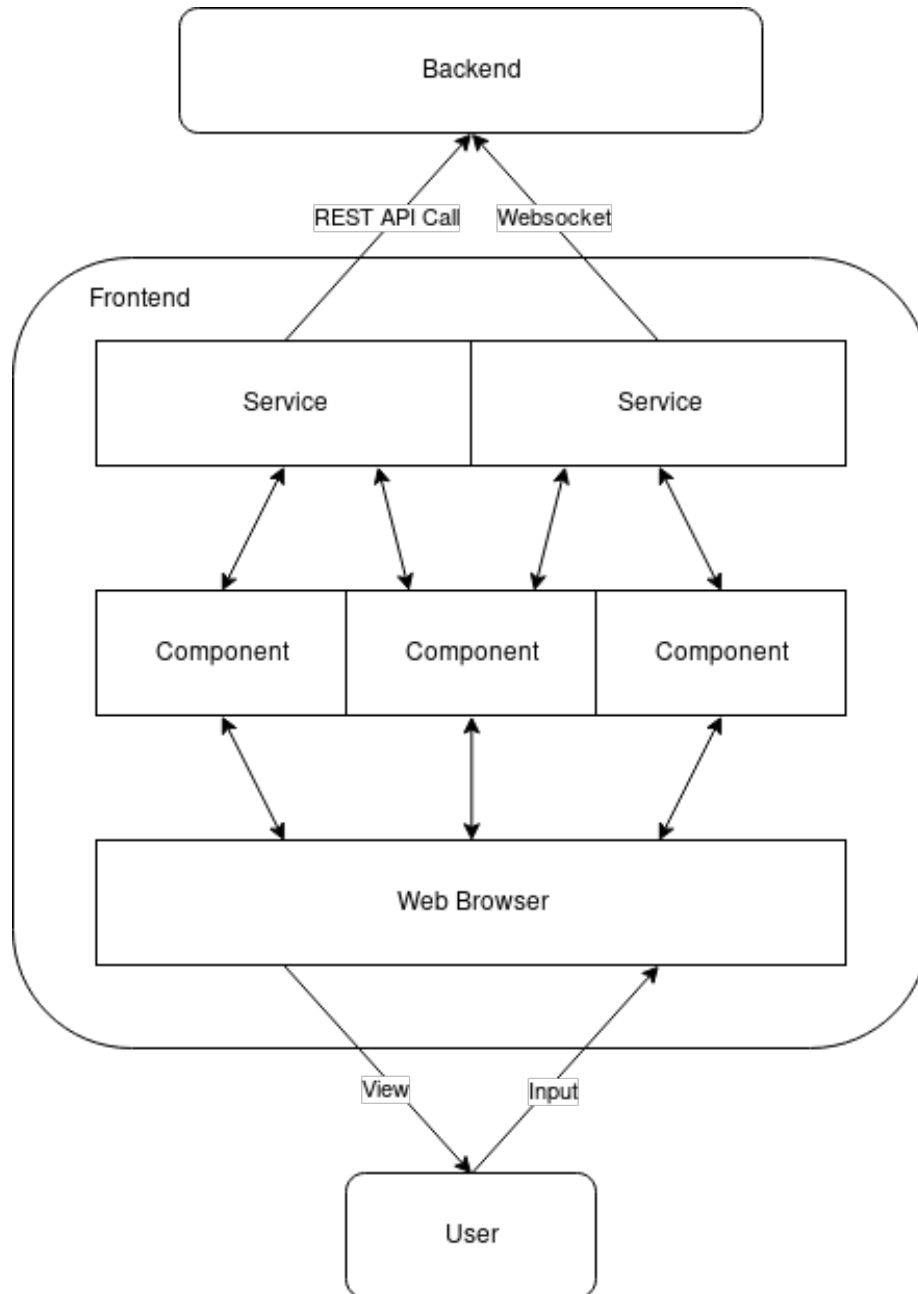 Backend
REST API Call
Websocket
Frontend
Service
Service
Component
Component
Component
Web Browser
View
Input
User